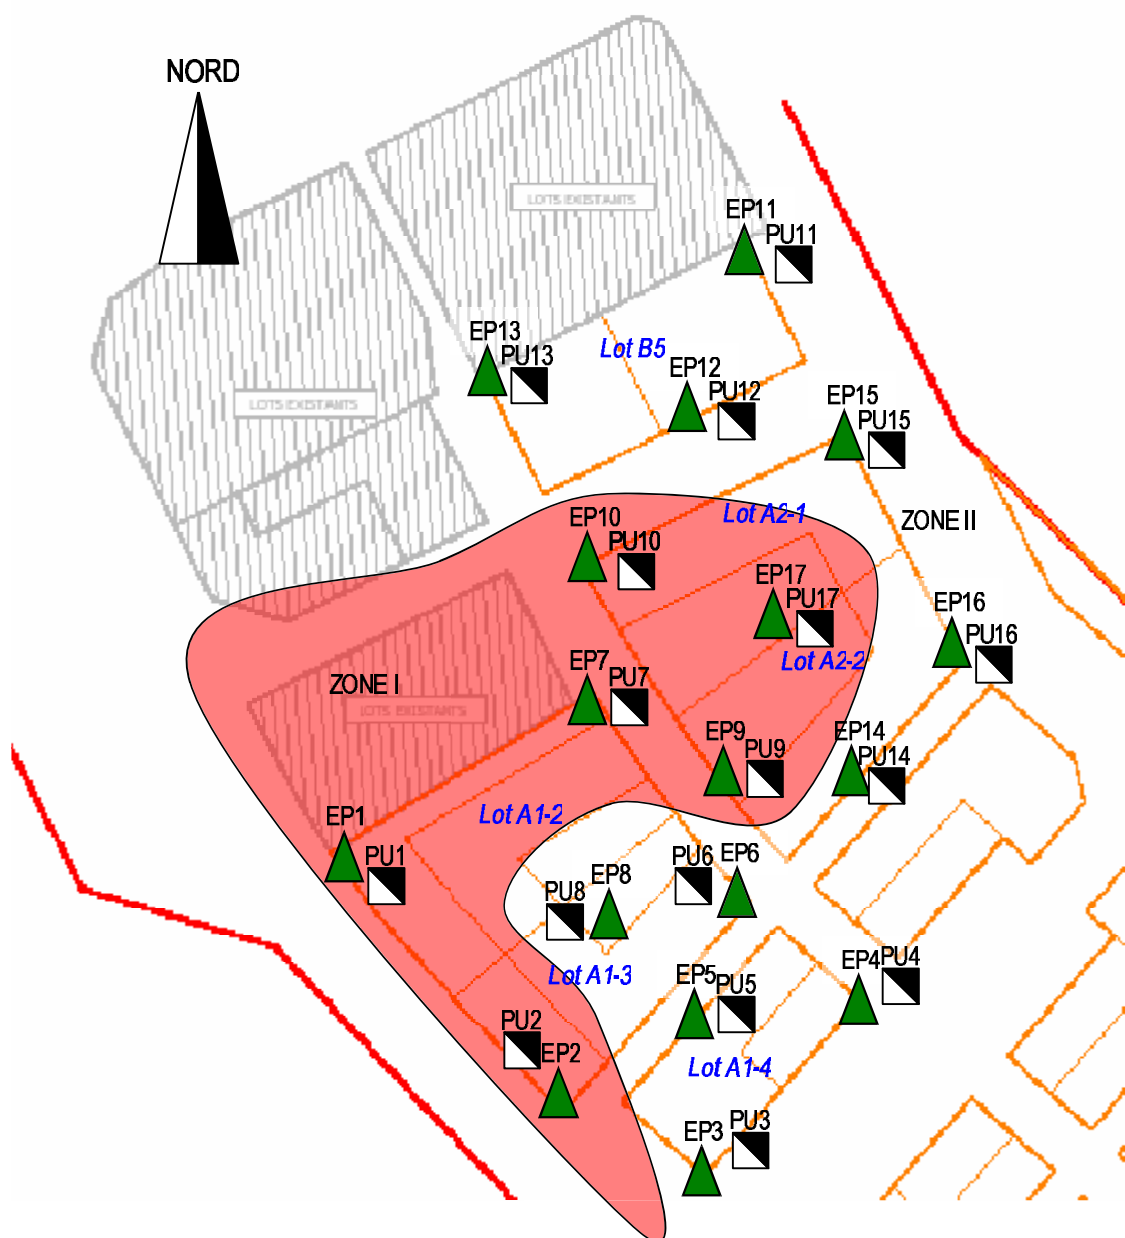 NORD
LOTS EXISTANTS
EP11
PU11
EP13
PU13
Lot B5
EP12
PU12
EP15
PU15
LOTS EXISTANTS
Lot A2-1
ZONE II
EP10
PU10
EP17
PU17
EP16
PU16
Lot A2-2
EP7
PU7
ZONE I
LOTS EXISTANTS
EP9
PU9
EP14
PU14
Lot A1-2
EP1
PU1
PU6
EP6
EP8
PU8
Lot A1-3
EP5
PU5
EP4
PU4
PU2
EP2
Lot A1-4
EP3
PU3